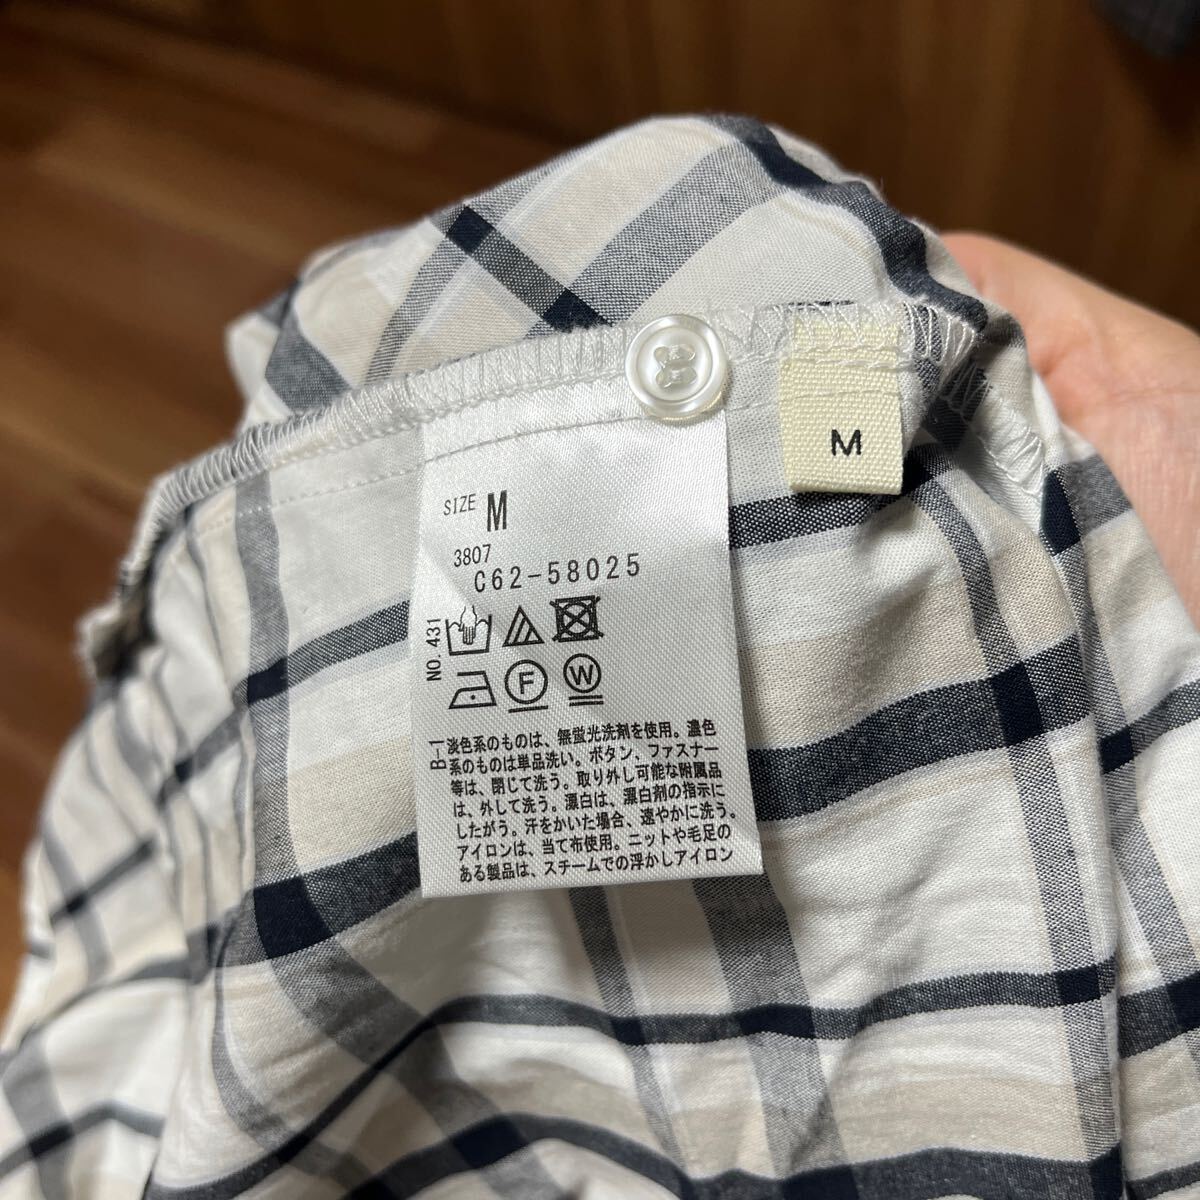 M
SIZE M
3807
C62-58025
NO.431
F W
B-1
淡色系のものは、無蛍光洗剤を使用。濃色
系のものは単品洗い。ボタン、ファスナー
等は、閉じて洗う。取り外し可能な附属品
は、外して洗う。漂白は、漂白剤の指示に
したがう。汗をかいた場合、速やかに洗う。
アイロンは、当て布使用。ニットや毛足の
ある製品は、スチームでの浮かしアイロン